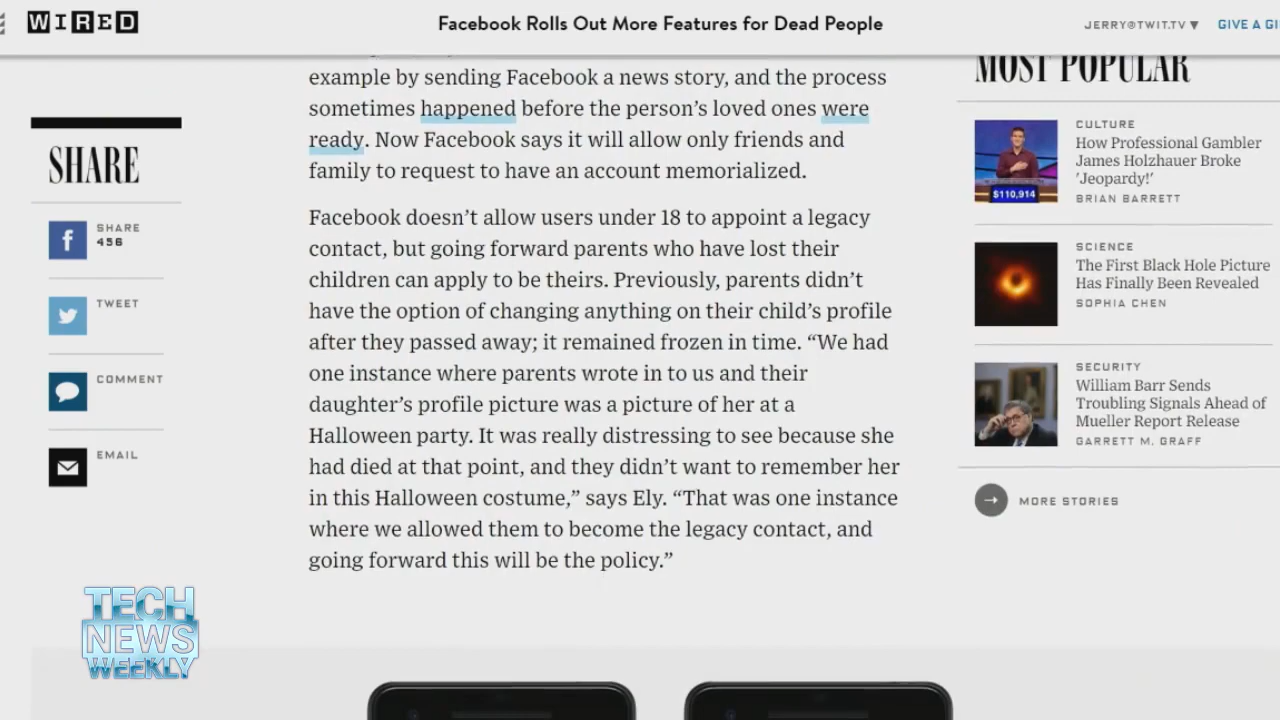 WIRED
Facebook Rolls Out More Features for Dead People
JERRY@TWIT.TV ▼
GIVE A GI
example by sending Facebook a news story, and the process
sometimes happened before the person’s loved ones were
ready. Now Facebook says it will allow only friends and
family to request to have an account memorialized.
Facebook doesn’t allow users under 18 to appoint a legacy
contact, but going forward parents who have lost their
children can apply to be theirs. Previously, parents didn’t
have the option of changing anything on their child’s profile
after they passed away; it remained frozen in time. “We had
one instance where parents wrote in to us and their
daughter’s profile picture was a picture of her at a
Halloween party. It was really distressing to see because she
had died at that point, and they didn’t want to remember her
in this Halloween costume,” says Ely. “That was one instance
where we allowed them to become the legacy contact, and
going forward this will be the policy.”
SHARE
SHARE
456
TWEET
COMMENT
EMAIL
MOST POPULAR
CULTURE
How Professional Gambler
James Holzhauer Broke
'Jeopardy!'
BRIAN BARRETT
$110,914
SCIENCE
The First Black Hole Picture
Has Finally Been Revealed
SOPHIA CHEN
SECURITY
William Barr Sends
Troubling Signals Ahead of
Mueller Report Release
GARRETT M. GRAFF
MORE STORIES
TECH
NEWS
WEEKLY